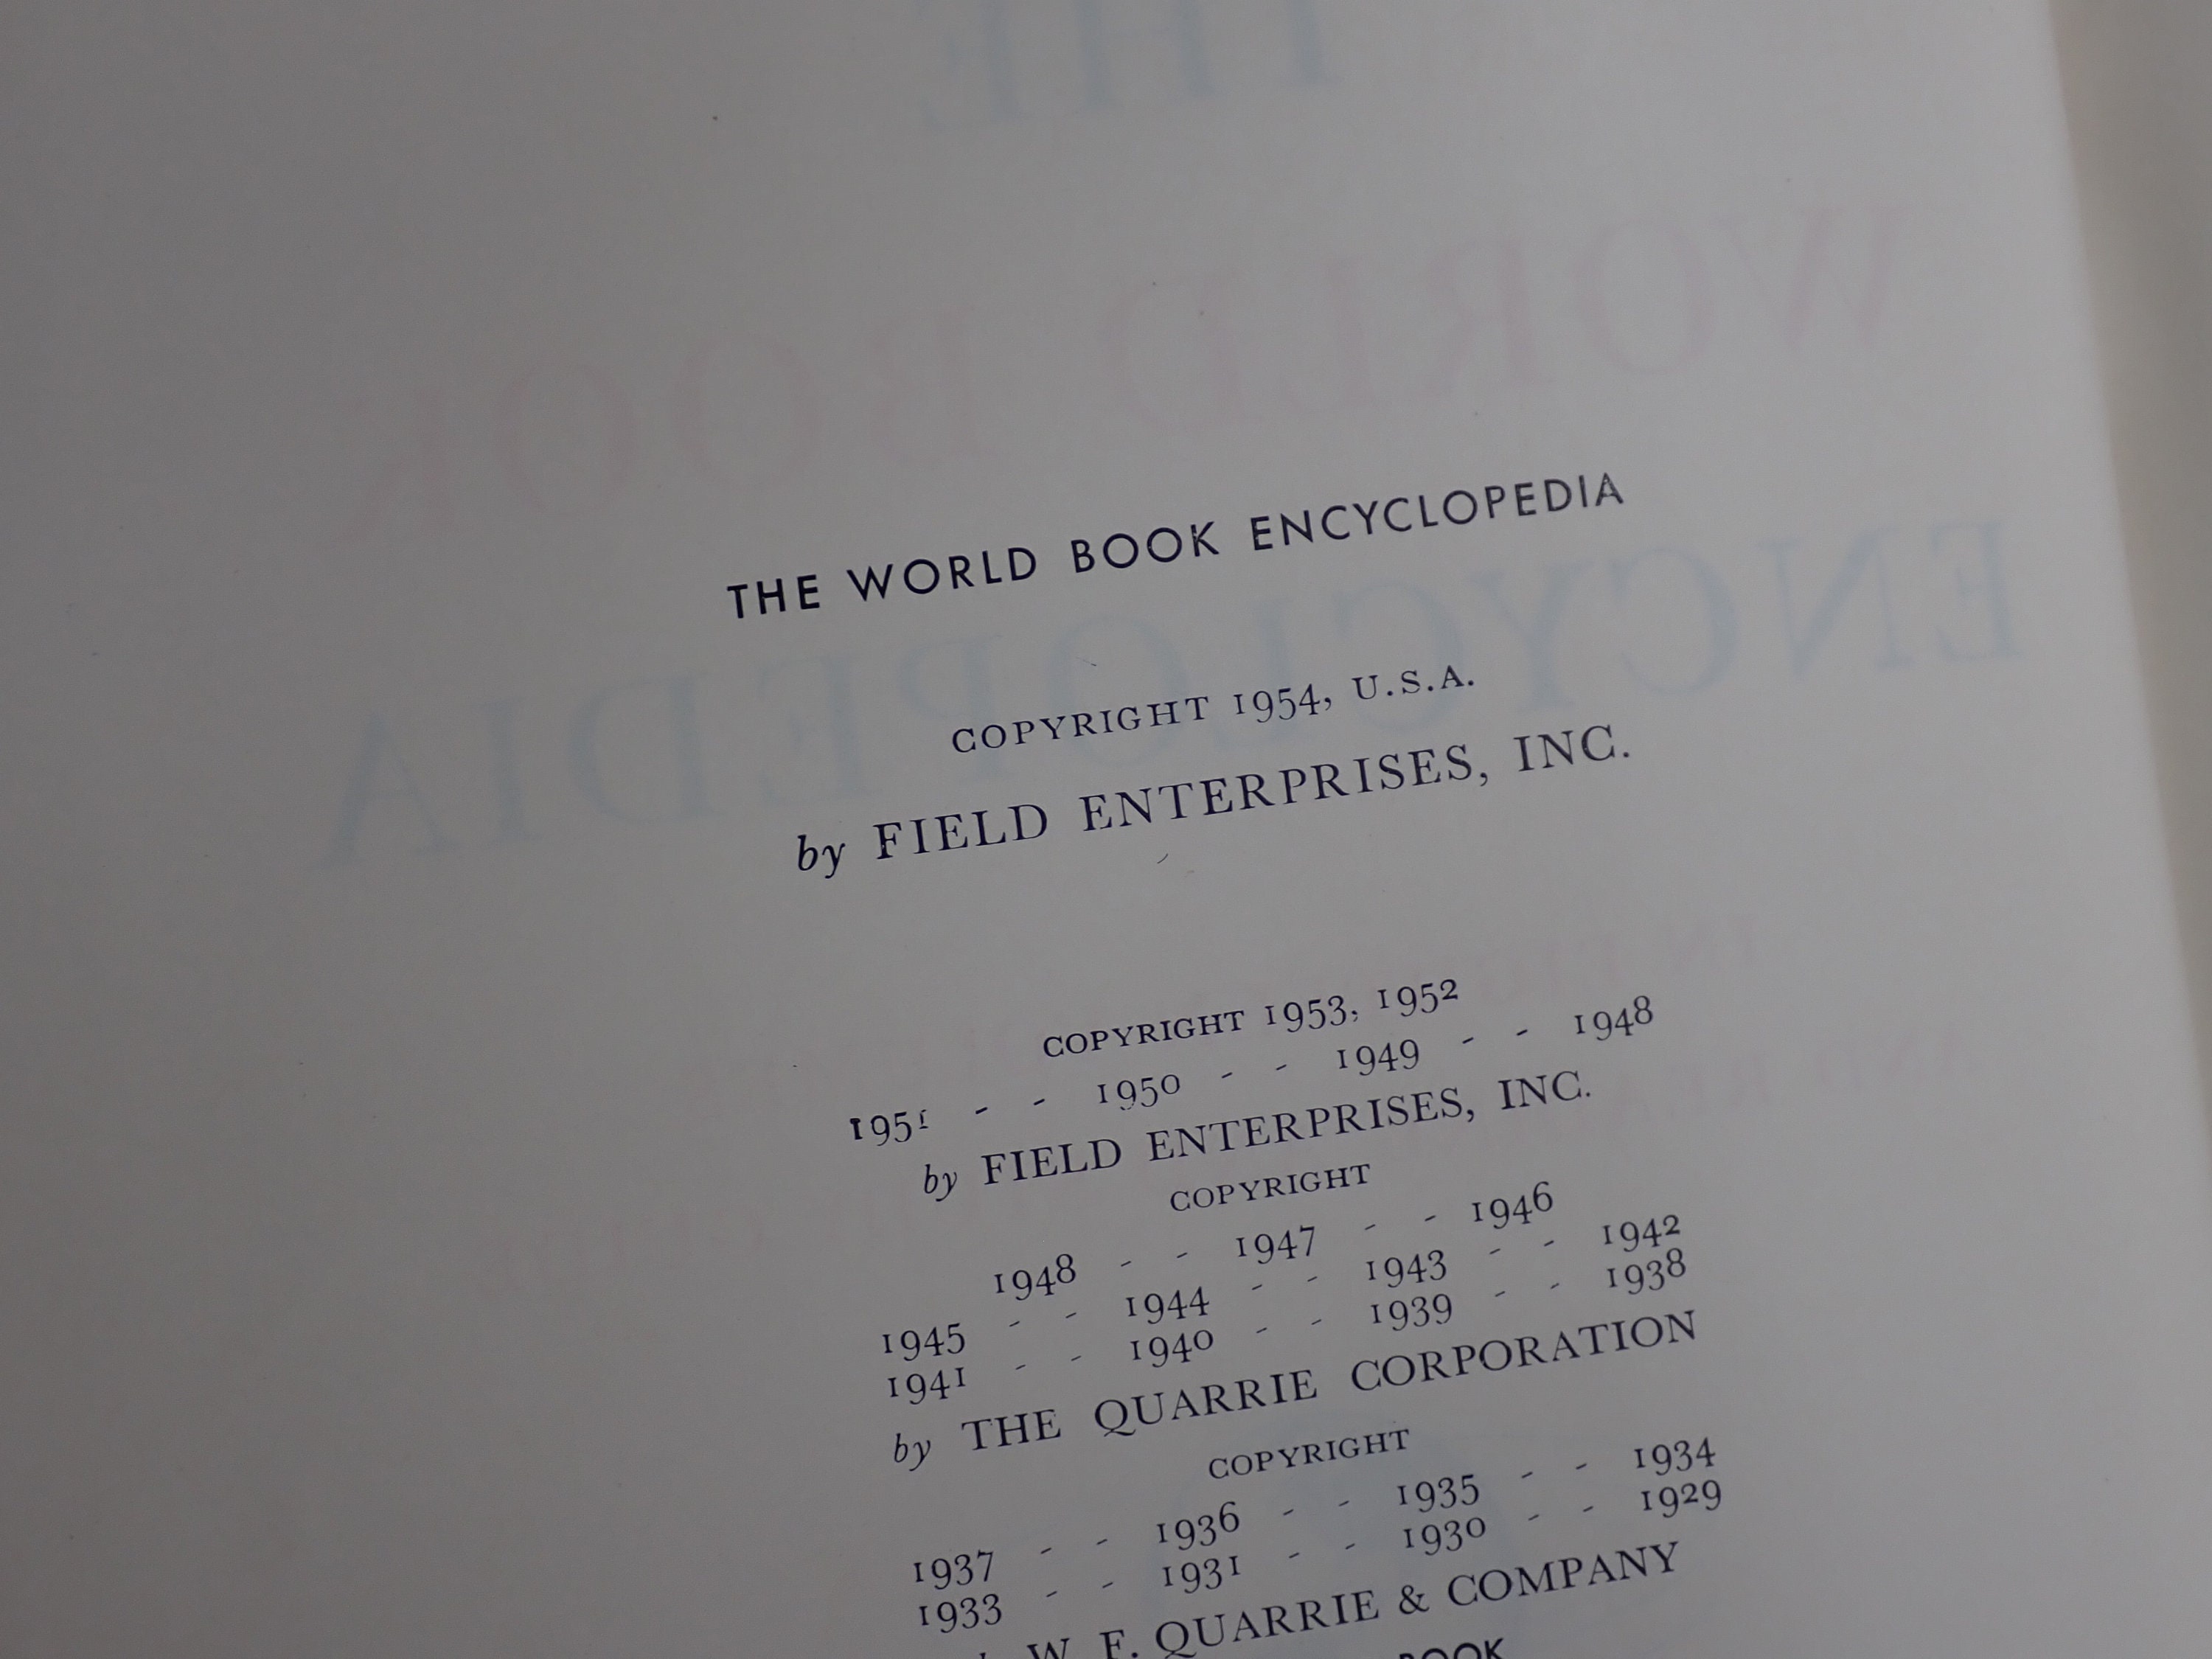 THE WORLD BOOK ENCYCLOPEDIA
COPYRIGHT 1954, U.S.A.
by FIELD ENTERPRISES, INC.
COPYRIGHT 1953, 1952
1951 - - 1950 - - 1949 - - 1948
by FIELD ENTERPRISES, INC.
COPYRIGHT
1948 - - 1947 - - 1946
1945 - - 1944 - - 1943 - - 1942
1941 - - 1940 - - 1939 - - 1938
by THE QUARRIE CORPORATION
COPYRIGHT
1937 - - 1936 - - 1935 - - 1934
1933 - - 1931 - - 1930 - - 1929
W. F. QUARRIE & COMPANY
BOOK